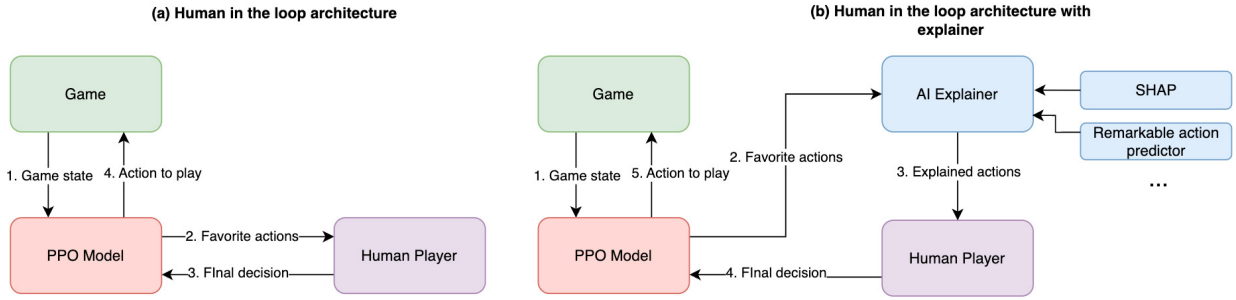 (a) Human in the loop architecture
Game
1. Game state
4. Action to play
PPO Model
2. Favorite actions
3. FInal decision
Human Player
(b) Human in the loop architecture with
explainer
Game
1. Game state
5. Action to play
PPO Model
2. Favorite actions
AI Explainer
SHAP
Remarkable action
predictor
...
3. Explained actions
Human Player
4. FInal decision